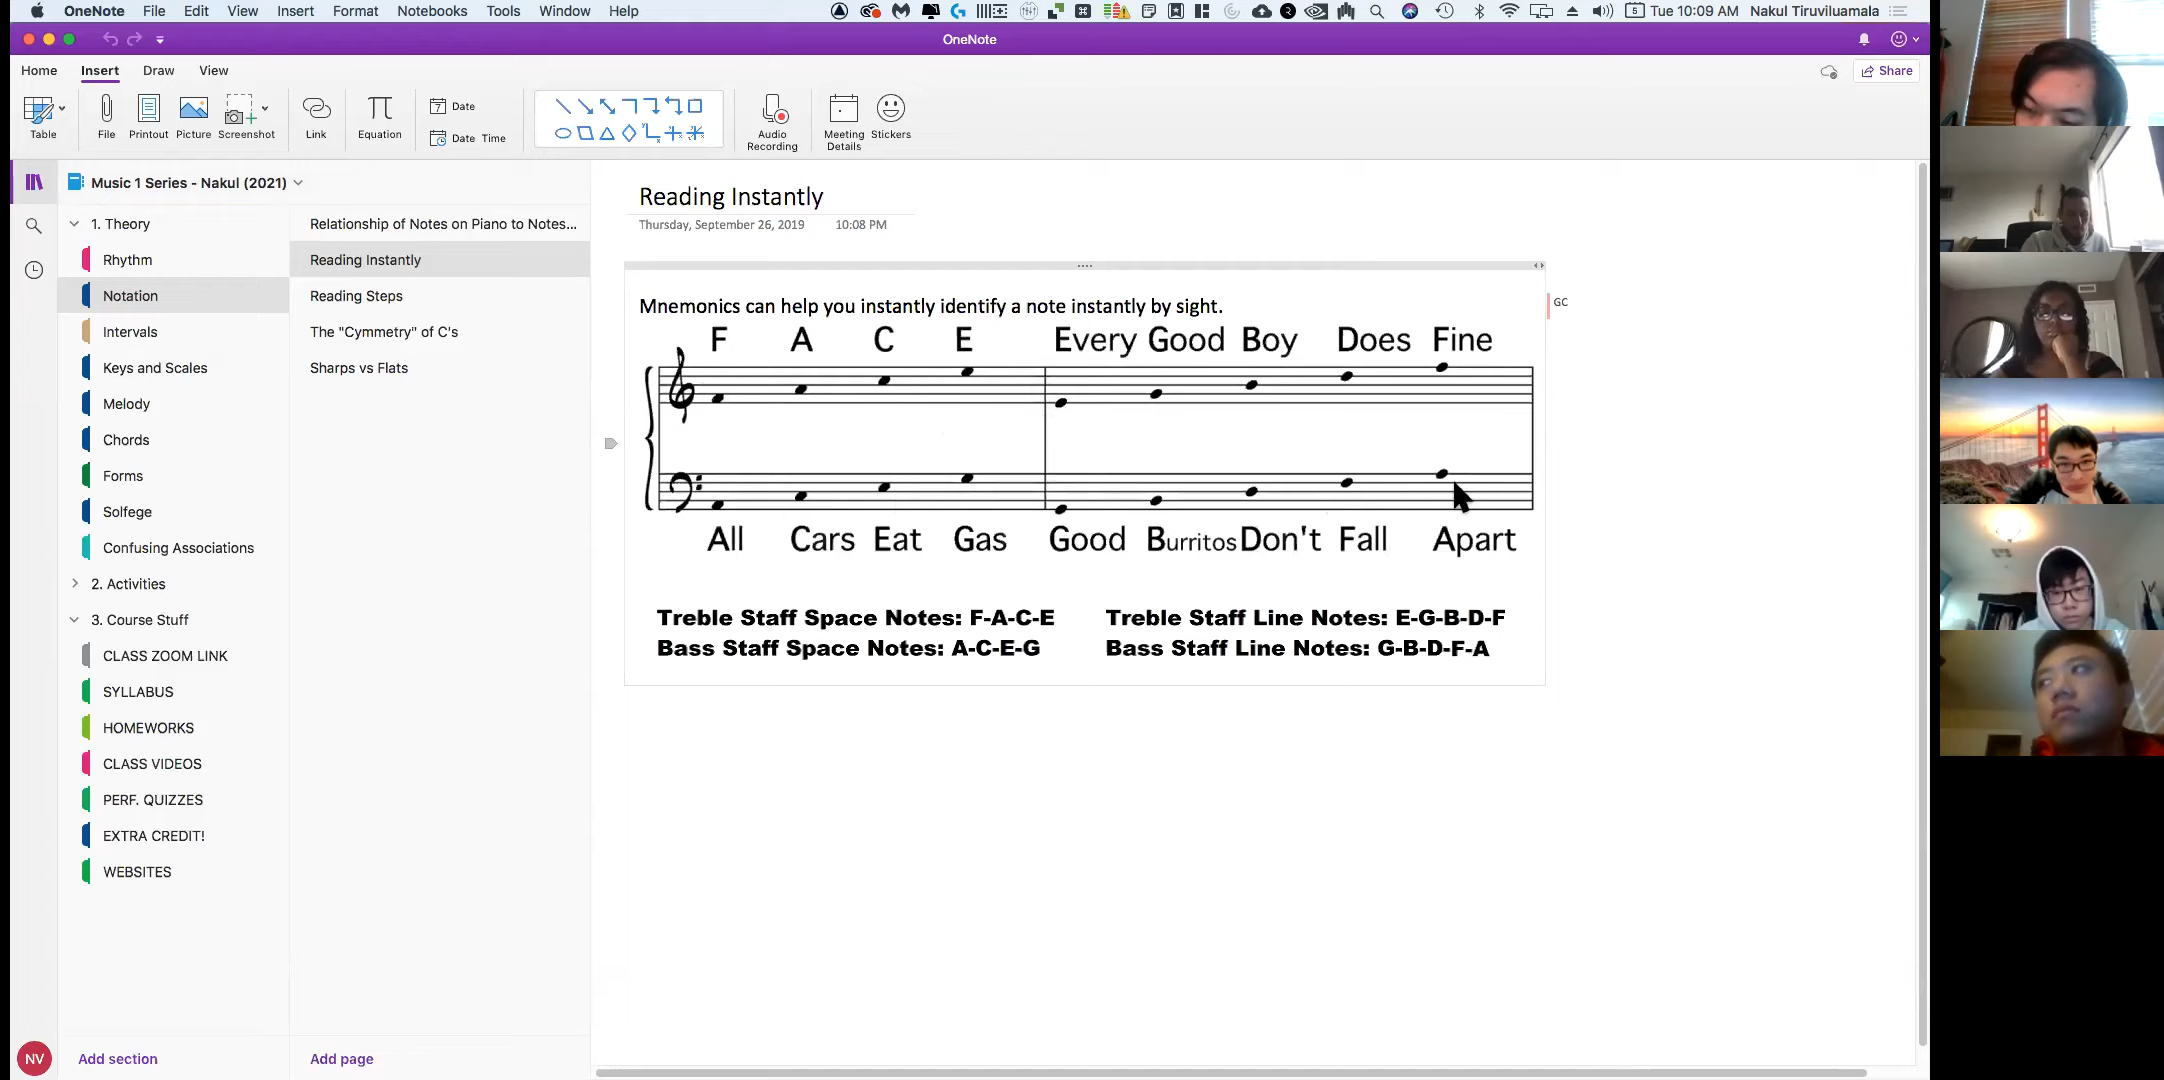 OneNote File Edit View Insert Format Notebooks Tools Window Help
Tue 10:09 AM Nakul Tiruviluamala
OneNote
Home Insert Draw View
Share
Table File Printout Picture Screenshot Link Equation
Date
Date Time
Audio Recording
Meeting Details
Stickers
Music 1 Series - Nakul (2021)
1. Theory
Rhythm
Notation
Intervals
Keys and Scales
Melody
Chords
Forms
Solfege
Confusing Associations
2. Activities
3. Course Stuff
CLASS ZOOM LINK
SYLLABUS
HOMEWORKS
CLASS VIDEOS
PERF. QUIZZES
EXTRA CREDIT!
WEBSITES
NV
Add section
Relationship of Notes on Piano to Notes...
Reading Instantly
Reading Steps
The "Cymmetry" of C's
Sharps vs Flats
Add page
Reading Instantly
Thursday, September 26, 2019 10:08 PM
Mnemonics can help you instantly identify a note instantly by sight.
GC
F A C E Every Good Boy Does Fine
All Cars Eat Gas Good Burritos Don't Fall Apart
Treble Staff Space Notes: F-A-C-E Treble Staff Line Notes: E-G-B-D-F
Bass Staff Space Notes: A-C-E-G Bass Staff Line Notes: G-B-D-F-A